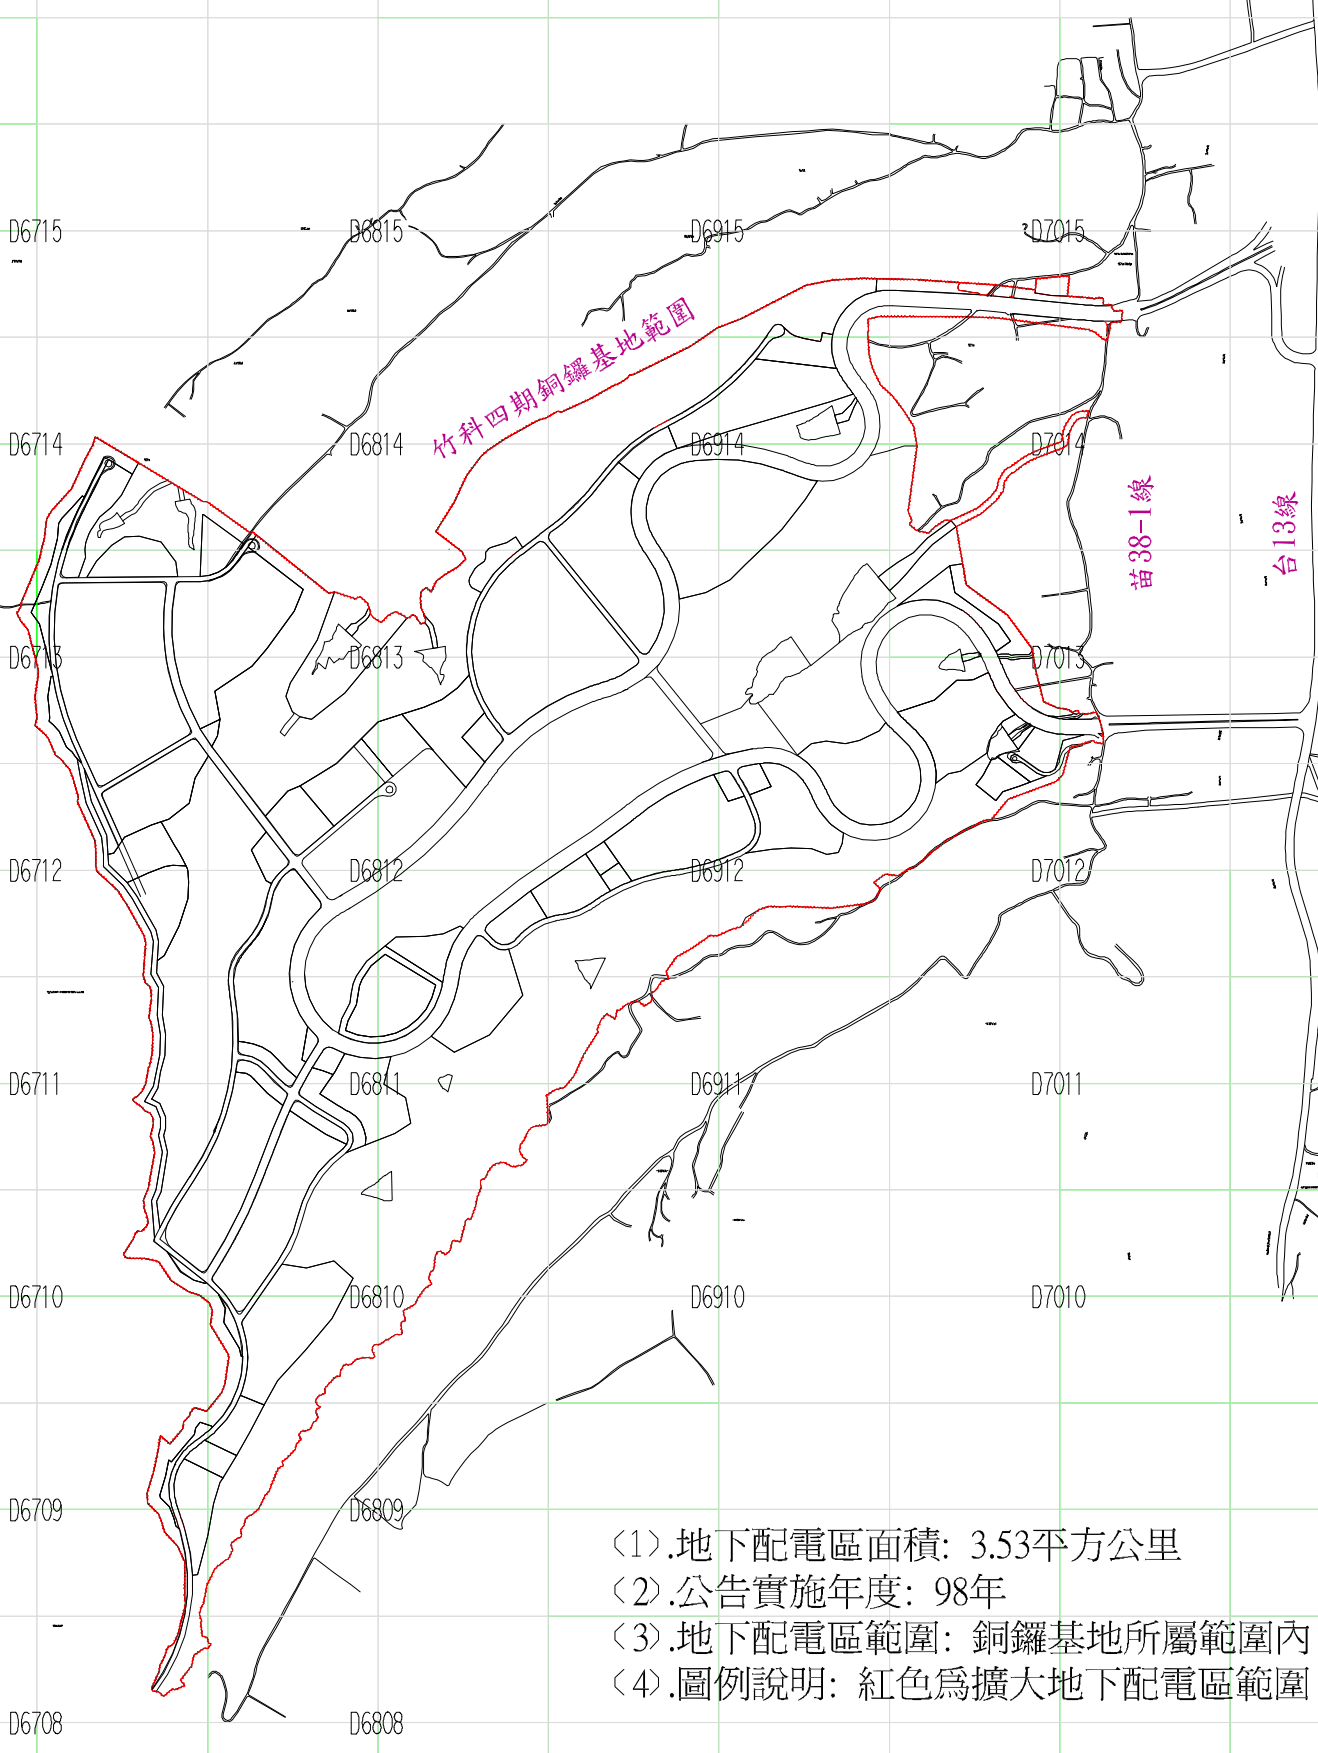 D6715 D6815 D6915 D7015
竹科四期銅鑼基地範圍
D6714 D6814 D6914 D7014
苗38-1線
台13線
D6713 D6813 D7013
D6712 D6812 D6912 D7012
D6711 D6811 D6911 D7011
D6710 D6810 D6910 D7010
D6709 D6809
(1).地下配電區面積: 3.53平方公里
(2).公告實施年度: 98年
(3).地下配電區範圍: 銅鑼基地所屬範圍內
(4).圖例說明: 紅色為擴大地下配電區範圍
D6708 D6808